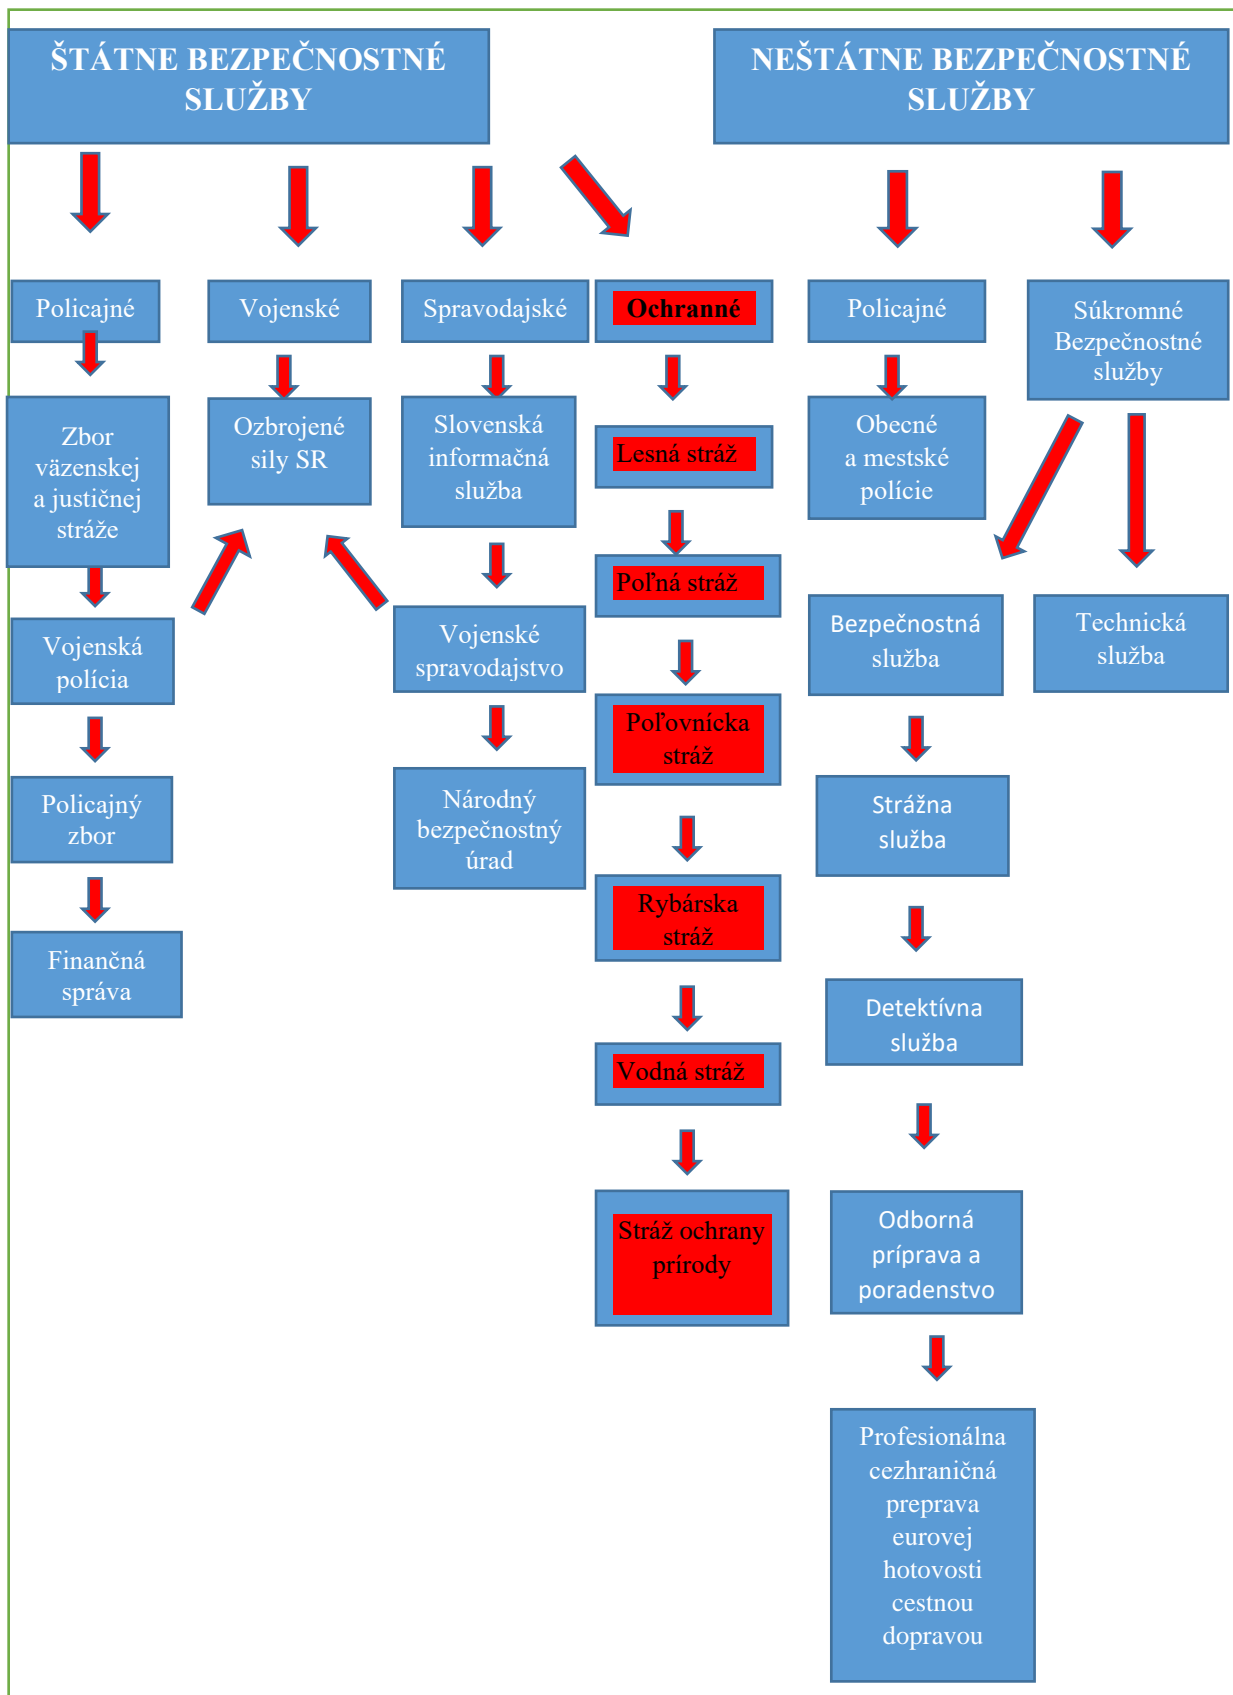 ŠTÁTNE BEZPEČNOSTNÉ
SLUŽBY
NEŠTÁTNE BEZPEČNOSTNÉ
SLUŽBY
Policajné
Vojenské
Spravodajské
Ochranné
Policajné
Súkromné
Bezpečnostné
služby
Zbor
väzenskej
a justičnej
stráže
Ozbrojené
sily SR
Slovenská
informačná
služba
Lesná stráž
Obecné
a mestské
polície
Vojenská
polícia
Vojenské
spravodajstvo
Poľná stráž
Bezpečnostná
služba
Technická
služba
Policajný
zbor
Národný
bezpečnostný
úrad
Poľovnícka
stráž
Strážna
služba
Finančná
správa
Rybárska
stráž
Detektívna
služba
Vodná stráž
Stráž ochrany
prírody
Odborná
príprava a
poradenstvo
Profesionálna
cezhraničná
preprava
eurovej
hotovosti
cestnou
dopravou